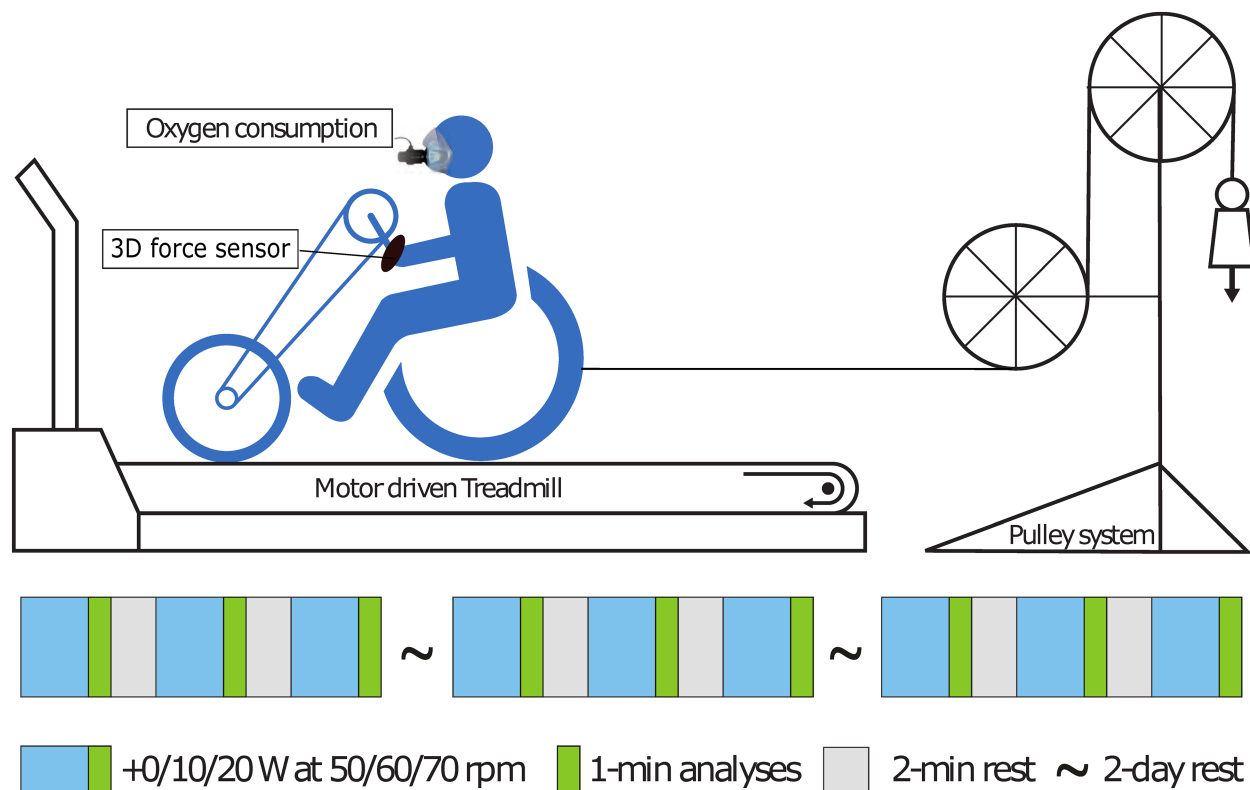 Oxygen consumption
3D force sensor
Motor driven Treadmill
Pulley system
~ ~
+0/10/20 W at 50/60/70 rpm 1-min analyses 2-min rest ~ 2-day rest